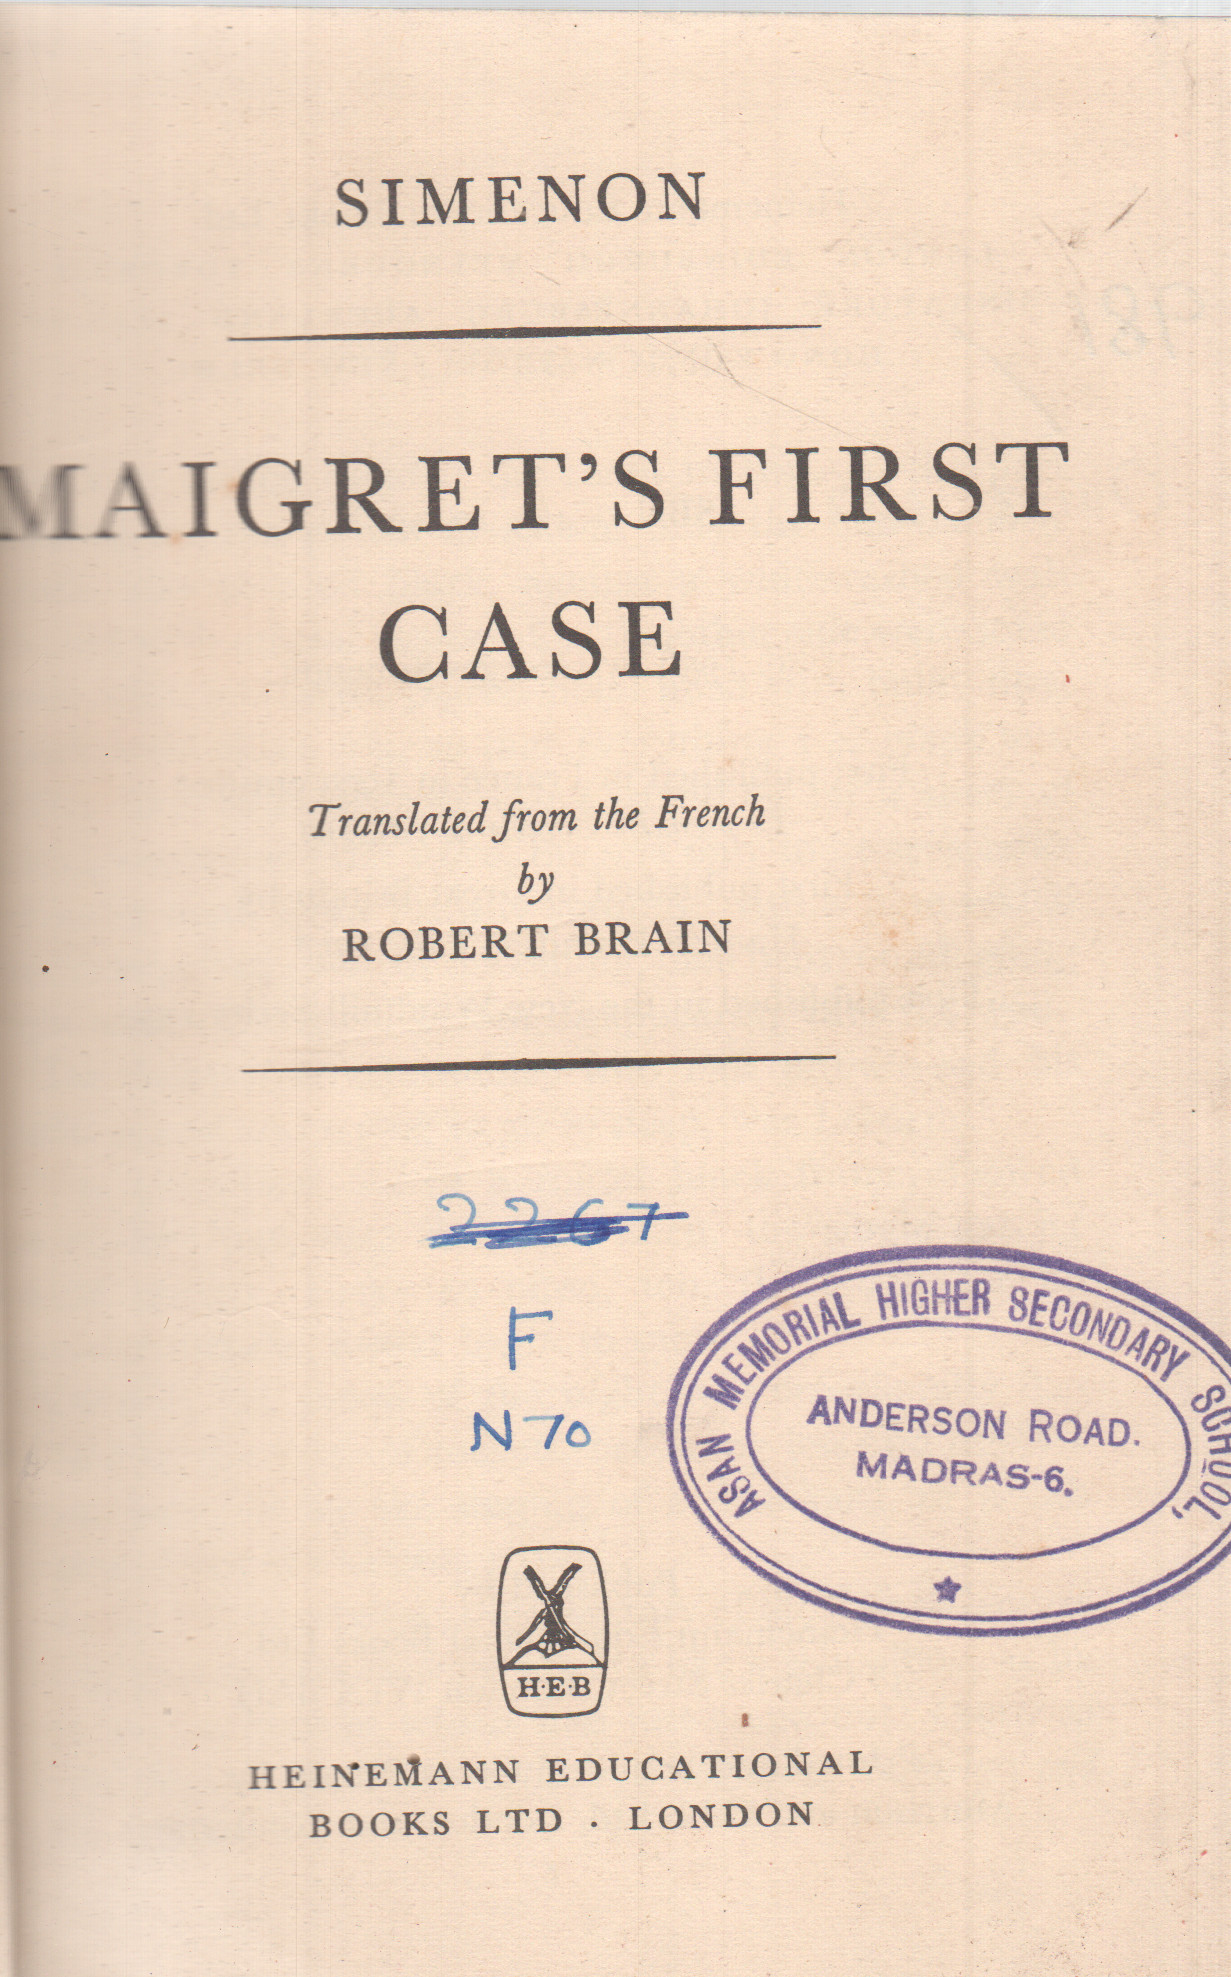 SIMENON
MAIGRET'S FIRST
CASE
Translated from the French
by
ROBERT BRAIN
2267
F
N 70
ASAN MEMORIAL HIGHER SECONDARY SCHOOL,
ANDERSON ROAD.
MADRAS-6.
H·E·B
HEINEMANN EDUCATIONAL
BOOKS LTD · LONDON